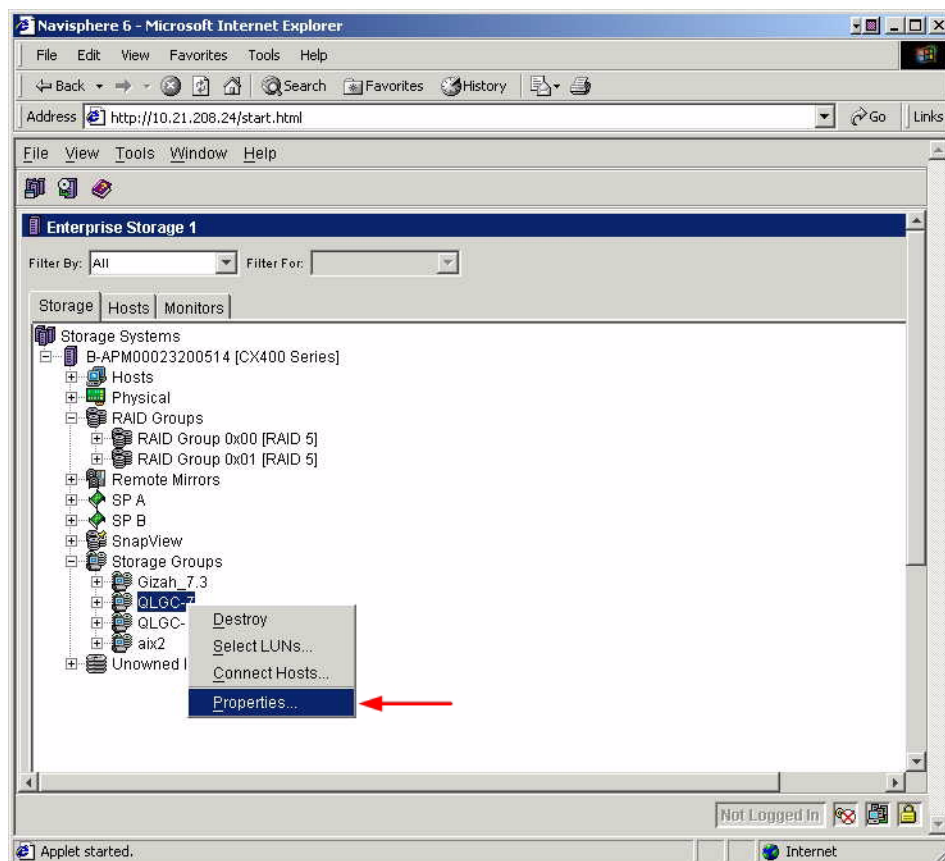 Navisphere 6 - Microsoft Internet Explorer
File Edit View Favorites Tools Help
Back Search Favorites History
Address http://10.21.208.24/start.html Go Links
File View Tools Window Help
Enterprise Storage 1
Filter By: All Filter For:
Storage Hosts Monitors
Storage Systems
B-APM00023200514 [CX400 Series]
Hosts
Physical
RAID Groups
RAID Group 0x00 [RAID 5]
RAID Group 0x01 [RAID 5]
Remote Mirrors
SP A
SP B
SnapView
Storage Groups
Gizah_7.3
QLGC-7
QLGC-
aix2
Unowned
Destroy
Select LUNs...
Connect Hosts...
Properties...
Not Logged In
Applet started. Internet